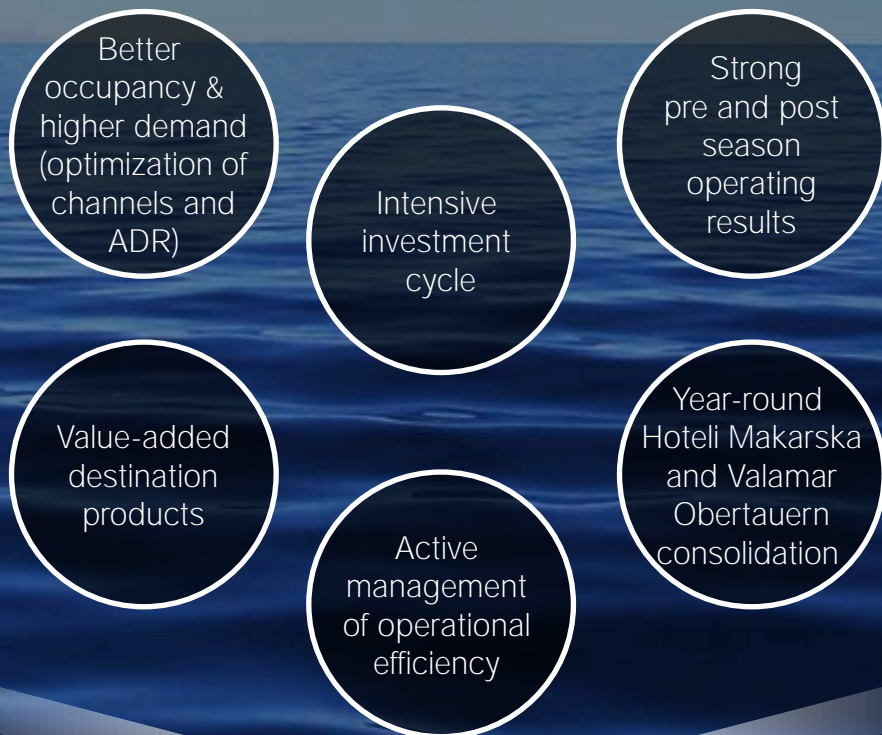 Better
occupancy &
higher demand
(optimization of
channels and
ADR)
Intensive
investment
cycle
Strong
pre and post
season
operating
results
Value-added
destination
products
Active
management
of operational
efficiency
Year-round
Hoteli Makarska
and Valamar
Obertauern
consolidation